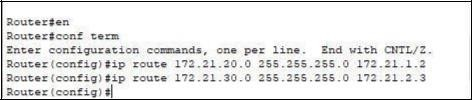 Router#en
Router#conf term
Enter configuration commands, one per line.  End with CNTL/Z.
Router(config)#ip route 172.21.20.0 255.255.255.0 172.21.1.2
Router(config)#ip route 172.21.30.0 255.255.255.0 172.21.2.3
Router(config)#